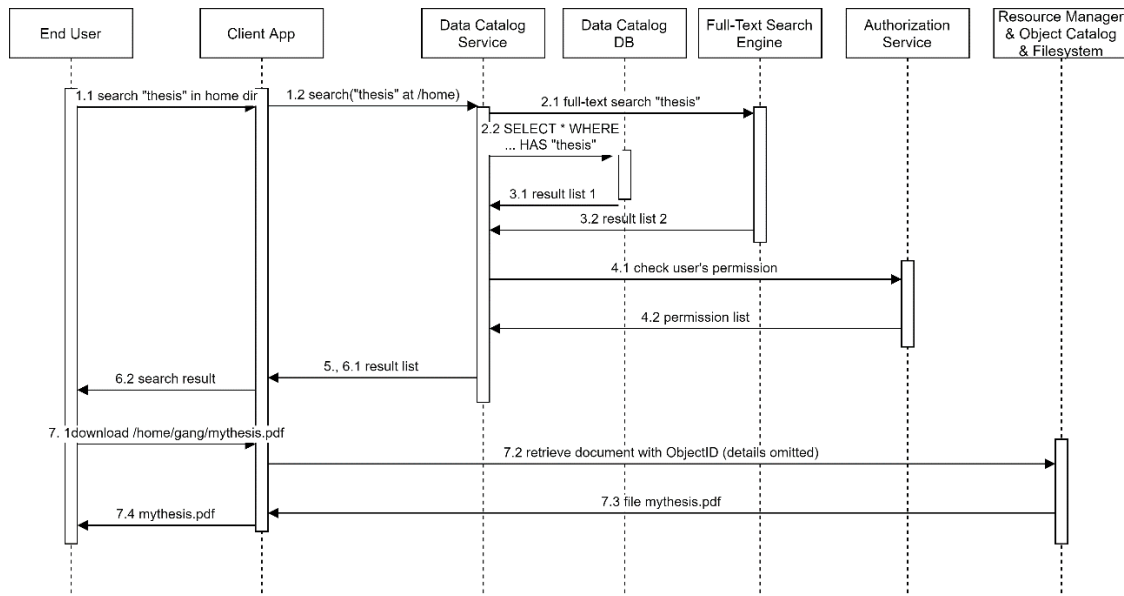 End User
Client App
Data Catalog
Service
Data Catalog
DB
Full-Text Search
Engine
Authorization
Service
Resource Manager
& Object Catalog
& Filesystem
1.1 search "thesis" in home dir
1.2 search("thesis" at /home)
2.1 full-text search "thesis"
2.2 SELECT * WHERE
... HAS "thesis"
3.1 result list 1
3.2 result list 2
4.1 check user's permission
4.2 permission list
5., 6.1 result list
6.2 search result
7. 1download /home/gang/mythesis.pdf
7.2 retrieve document with ObjectID (details omitted)
7.3 file mythesis.pdf
7.4 mythesis.pdf